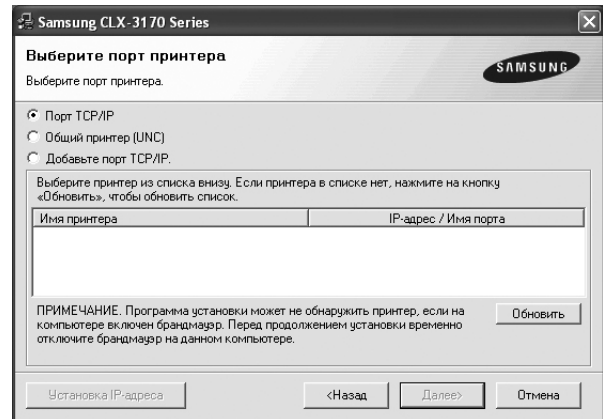 Samsung CLX-3170 Series
Выберите порт принтера
Выберите порт принтера.
SAMSUNG
Порт TCP/IP
Общий принтер (UNC)
Добавьте порт TCP/IP.
Выберите принтер из списка внизу. Если принтера в списке нет, нажмите на кнопку
«Обновить», чтобы обновить список.
Имя принтера IP-адрес / Имя порта
ПРИМЕЧАНИЕ. Программа установки может не обнаружить принтер, если на
компьютере включен брандмауэр. Перед продолжением установки временно
отключите брандмауэр на данном компьютере.
Обновить
Установка IP-адреса <Назад Далее> Отмена